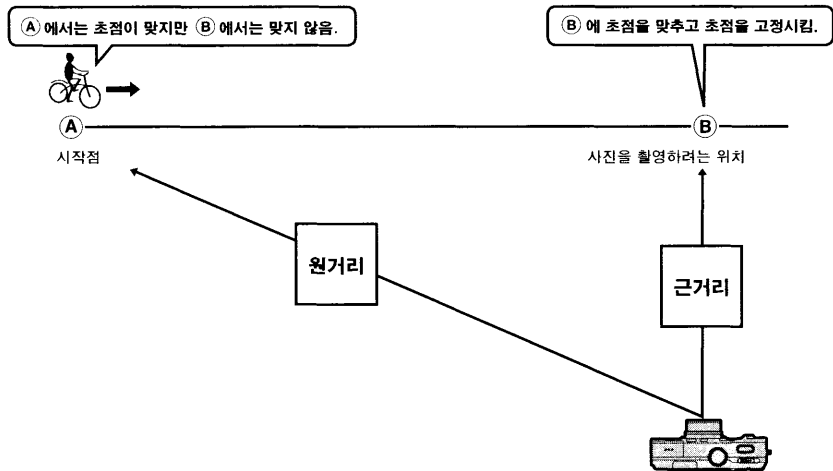 Ⓐ 에서는 초점이 맞지만 Ⓑ 에서는 맞지 않음.
Ⓑ 에 초점을 맞추고 초점을 고정시킴.
Ⓐ
Ⓑ
시작점
사진을 촬영하려는 위치
원거리
근거리